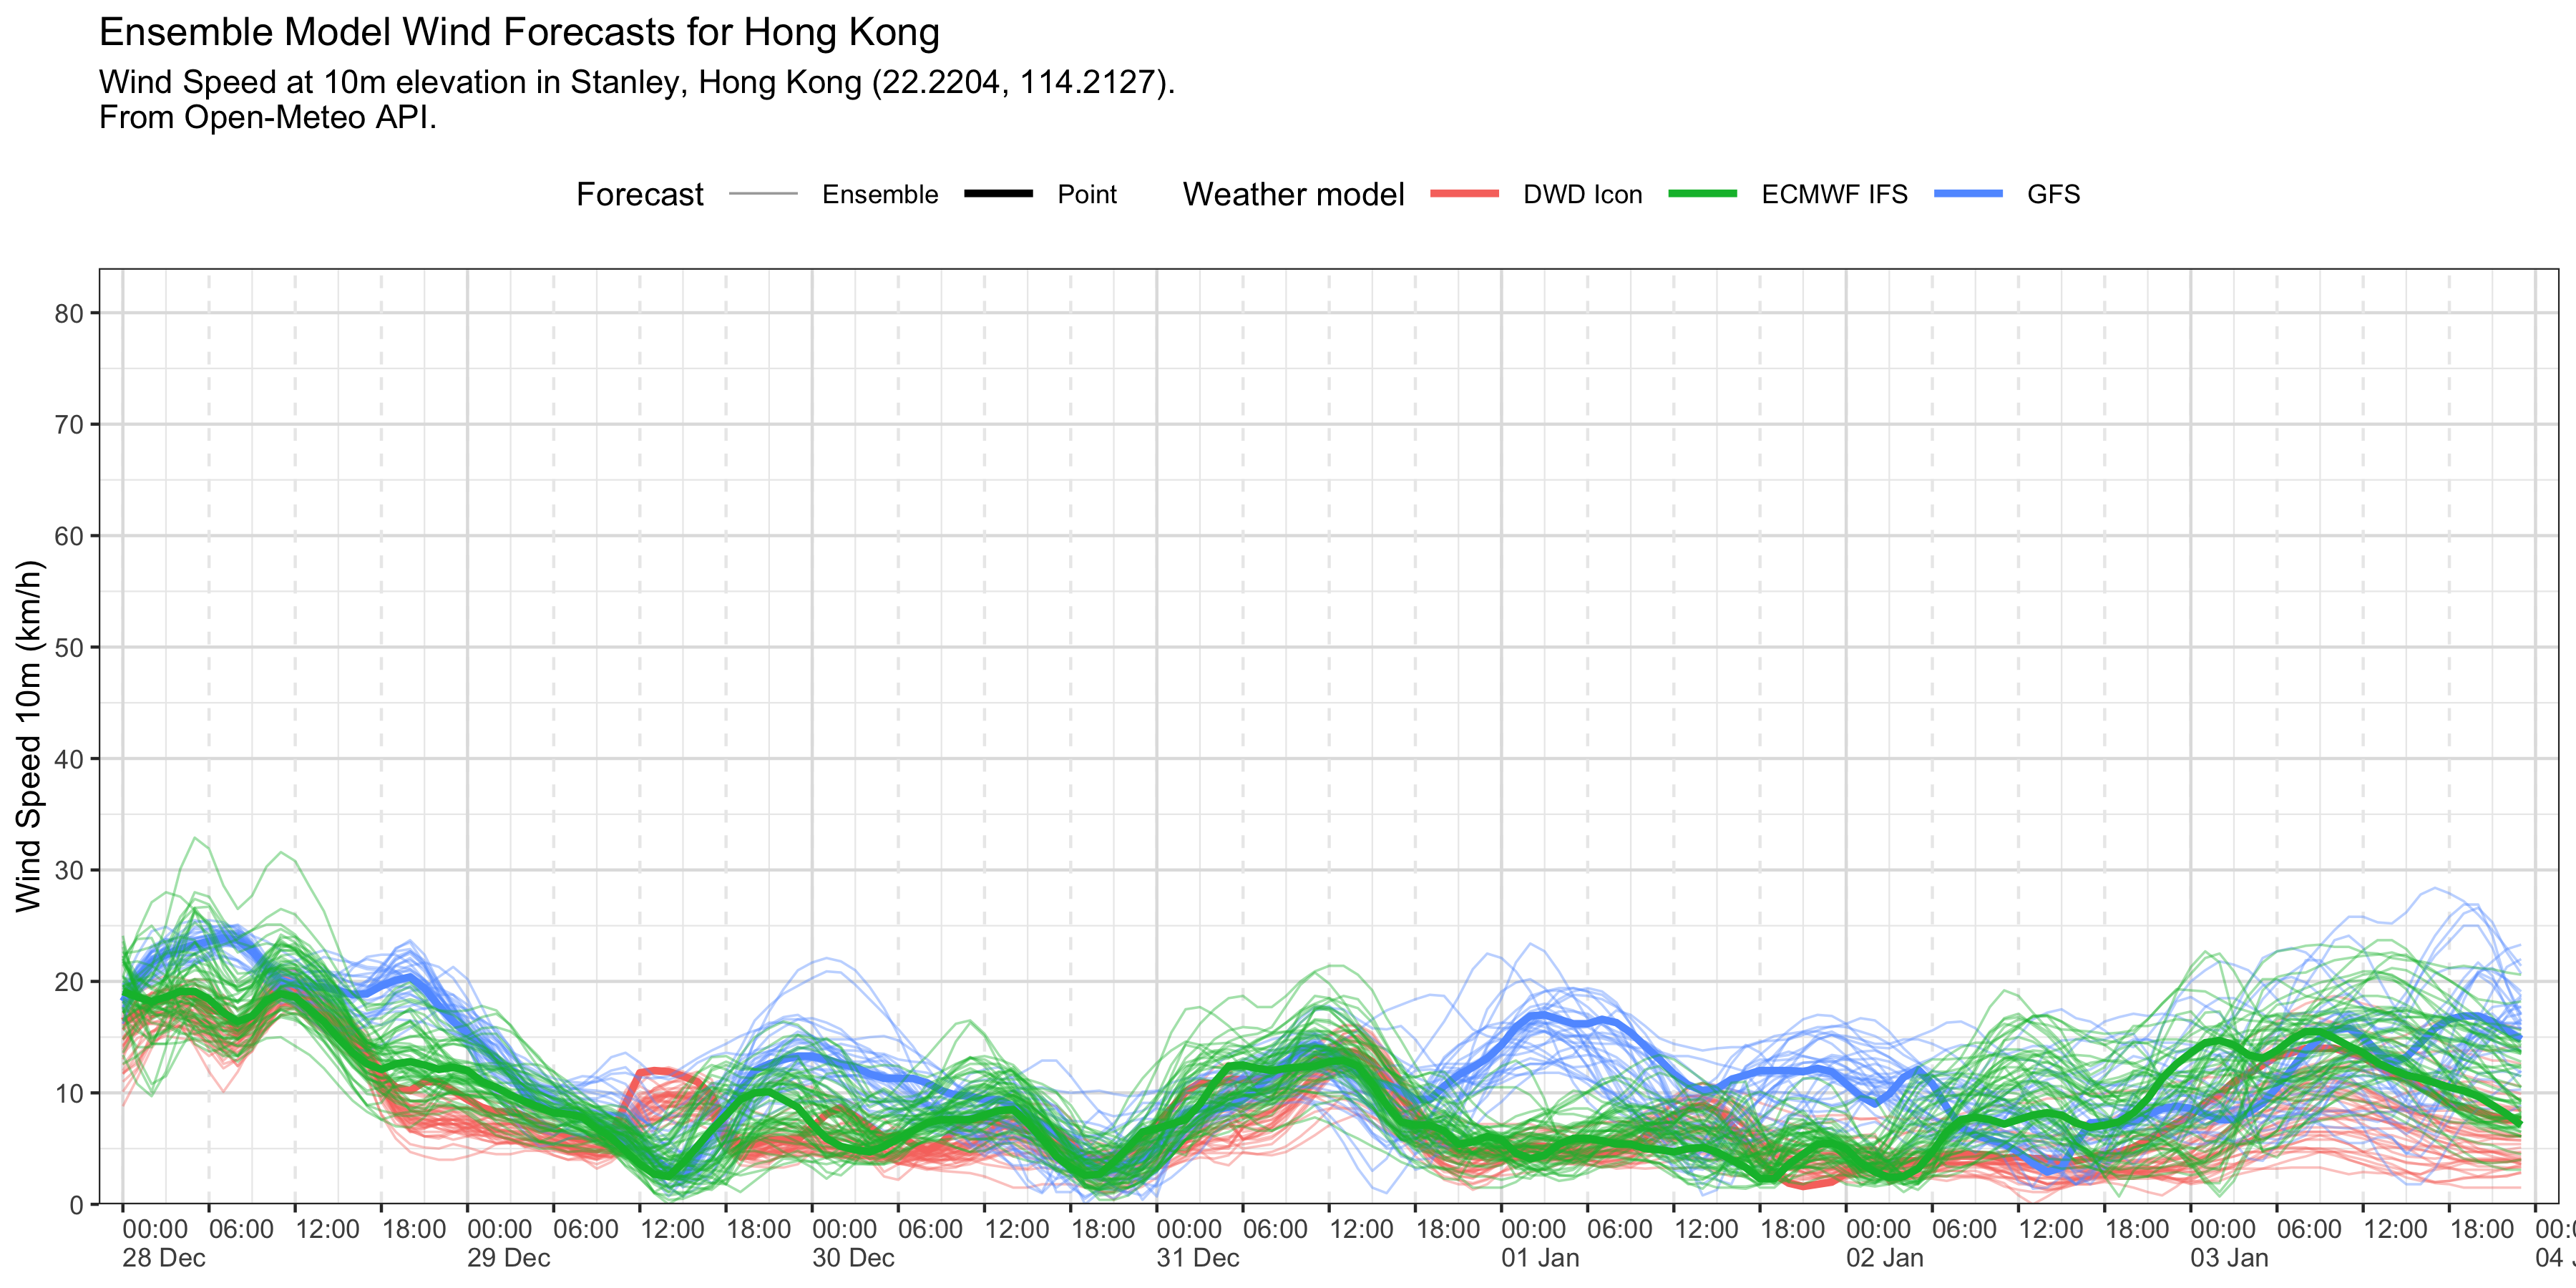 Ensemble Model Wind Forecasts for Hong Kong
Wind Speed at 10m elevation in Stanley, Hong Kong (22.2204, 114.2127).
From Open-Meteo API.
Forecast Ensemble Point Weather model DWD Icon ECMWF IFS GFS
Wind Speed 10m (km/h)
80
70
60
50
40
30
20
10
0
00:00 06:00 12:00 18:00 00:00 06:00 12:00 18:00 00:00 06:00 12:00 18:00 00:00 06:00 12:00 18:00 00:00 06:00 12:00 18:00 00:00 06:00 12:00 18:00 00:00 06:00 12:00 18:00
28 Dec 29 Dec 30 Dec 31 Dec 01 Jan 02 Jan 03 Jan 04